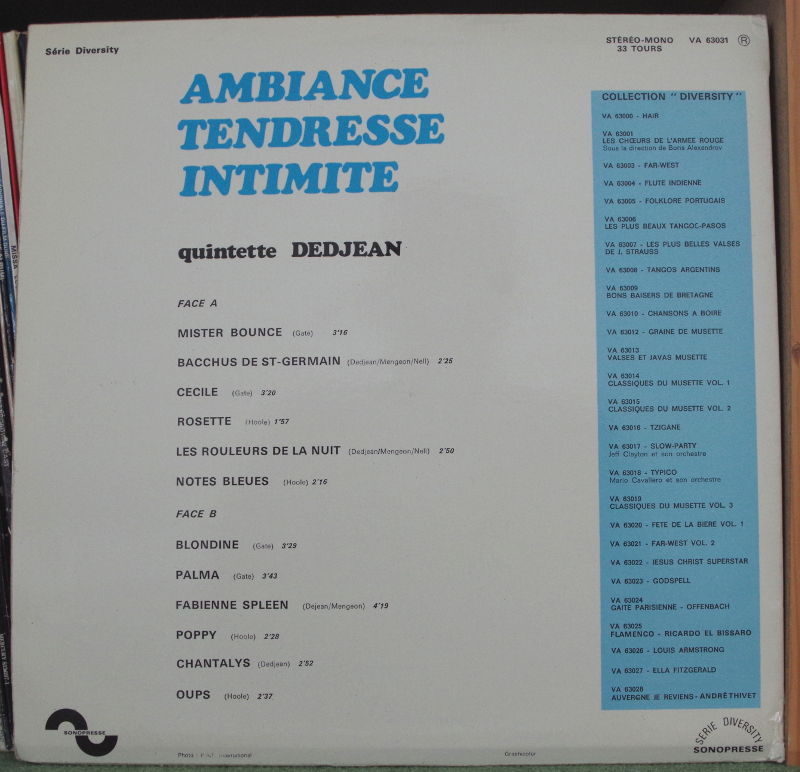 Série Diversity
STÉRÉO-MONO VA 63031 R
33 TOURS
AMBIANCE
TENDRESSE
INTIMITE
quintette DEDJEAN
FACE A
MISTER BOUNCE (Gaté) 3'16
BACCHUS DE ST-GERMAIN (Dedjean/Mengeon/Nell) 2'25
CECILE (Gate) 3'20
ROSETTE (Hoole) 1'57
LES ROULEURS DE LA NUIT (Dedjean/Mengeon/Nell) 2'50
NOTES BLEUES (Hoole) 2'16
FACE B
BLONDINE (Gate) 3'29
PALMA (Gate) 3'43
FABIENNE SPLEEN (Dejean/Mengeon) 4'19
POPPY (Hoole) 2'28
CHANTALYS (Dedjean) 2'52
OUPS (Hoole) 2'37
COLLECTION "DIVERSITY"
VA 63000 - HAIR
VA 63001
LES CHŒURS DE L'ARMEE ROUGE
Sous la direction de Boris Alexandrov
VA 63003 - FAR-WEST
VA 63004 - FLUTE INDIENNE
VA 63005 - FOLKLORE PORTUGAIS
VA 63006
LES PLUS BEAUX TANGOS-PASOS
VA 63007 - LES PLUS BELLES VALSES
DE J. STRAUSS
VA 63008 - TANGOS ARGENTINS
VA 63009
BONS BAISERS DE BRETAGNE
VA 63010 - CHANSONS A BOIRE
VA 63012 - GRAINE DE MUSETTE
VA 63013
VALSES ET JAVAS MUSETTE
VA 63014
CLASSIQUES DU MUSETTE VOL. 1
VA 63015
CLASSIQUES DU MUSETTE VOL. 2
VA 63016 - TZIGANE
VA 63017 - SLOW-PARTY
Jeff Clayton et son orchestre
VA 63018 - TYPICO
Mario Cavallero et son orchestre
VA 63019
CLASSIQUES DU MUSETTE VOL. 3
VA 63020 - FETE DE LA BIERE VOL. 1
VA 63021 - FAR-WEST VOL. 2
VA 63022 - JESUS CHRIST SUPERSTAR
VA 63023 - GODSPELL
VA 63024
GAITE PARISIENNE - OFFENBACH
VA 63025
FLAMENCO - RICARDO EL BISSARO
VA 63026 - LOUIS ARMSTRONG
VA 63027 - ELLA FITZGERALD
VA 63028
AUVERGNE JE REVIENS - ANDRÉ THIVET
SONOPRESSE
Photo : International
Graphicolor
SÉRIE DIVERSITY
SONOPRESSE